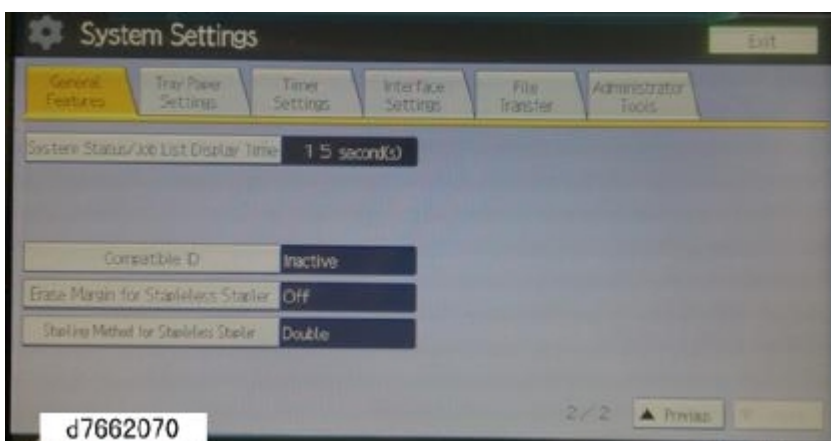 System Settings
Exit
General
Features
Tray Paper
Settings
Timer
Settings
Interface
Settings
File
Transfer
Administrator
Tools
System Status/Job List Display Time
15 second(s)
Compatible ID
Inactive
Erase Margin for Stapleless Stapler
Off
Stapling Method for Stapleless Stapler
Double
2/2
▲ Previous
d7662070